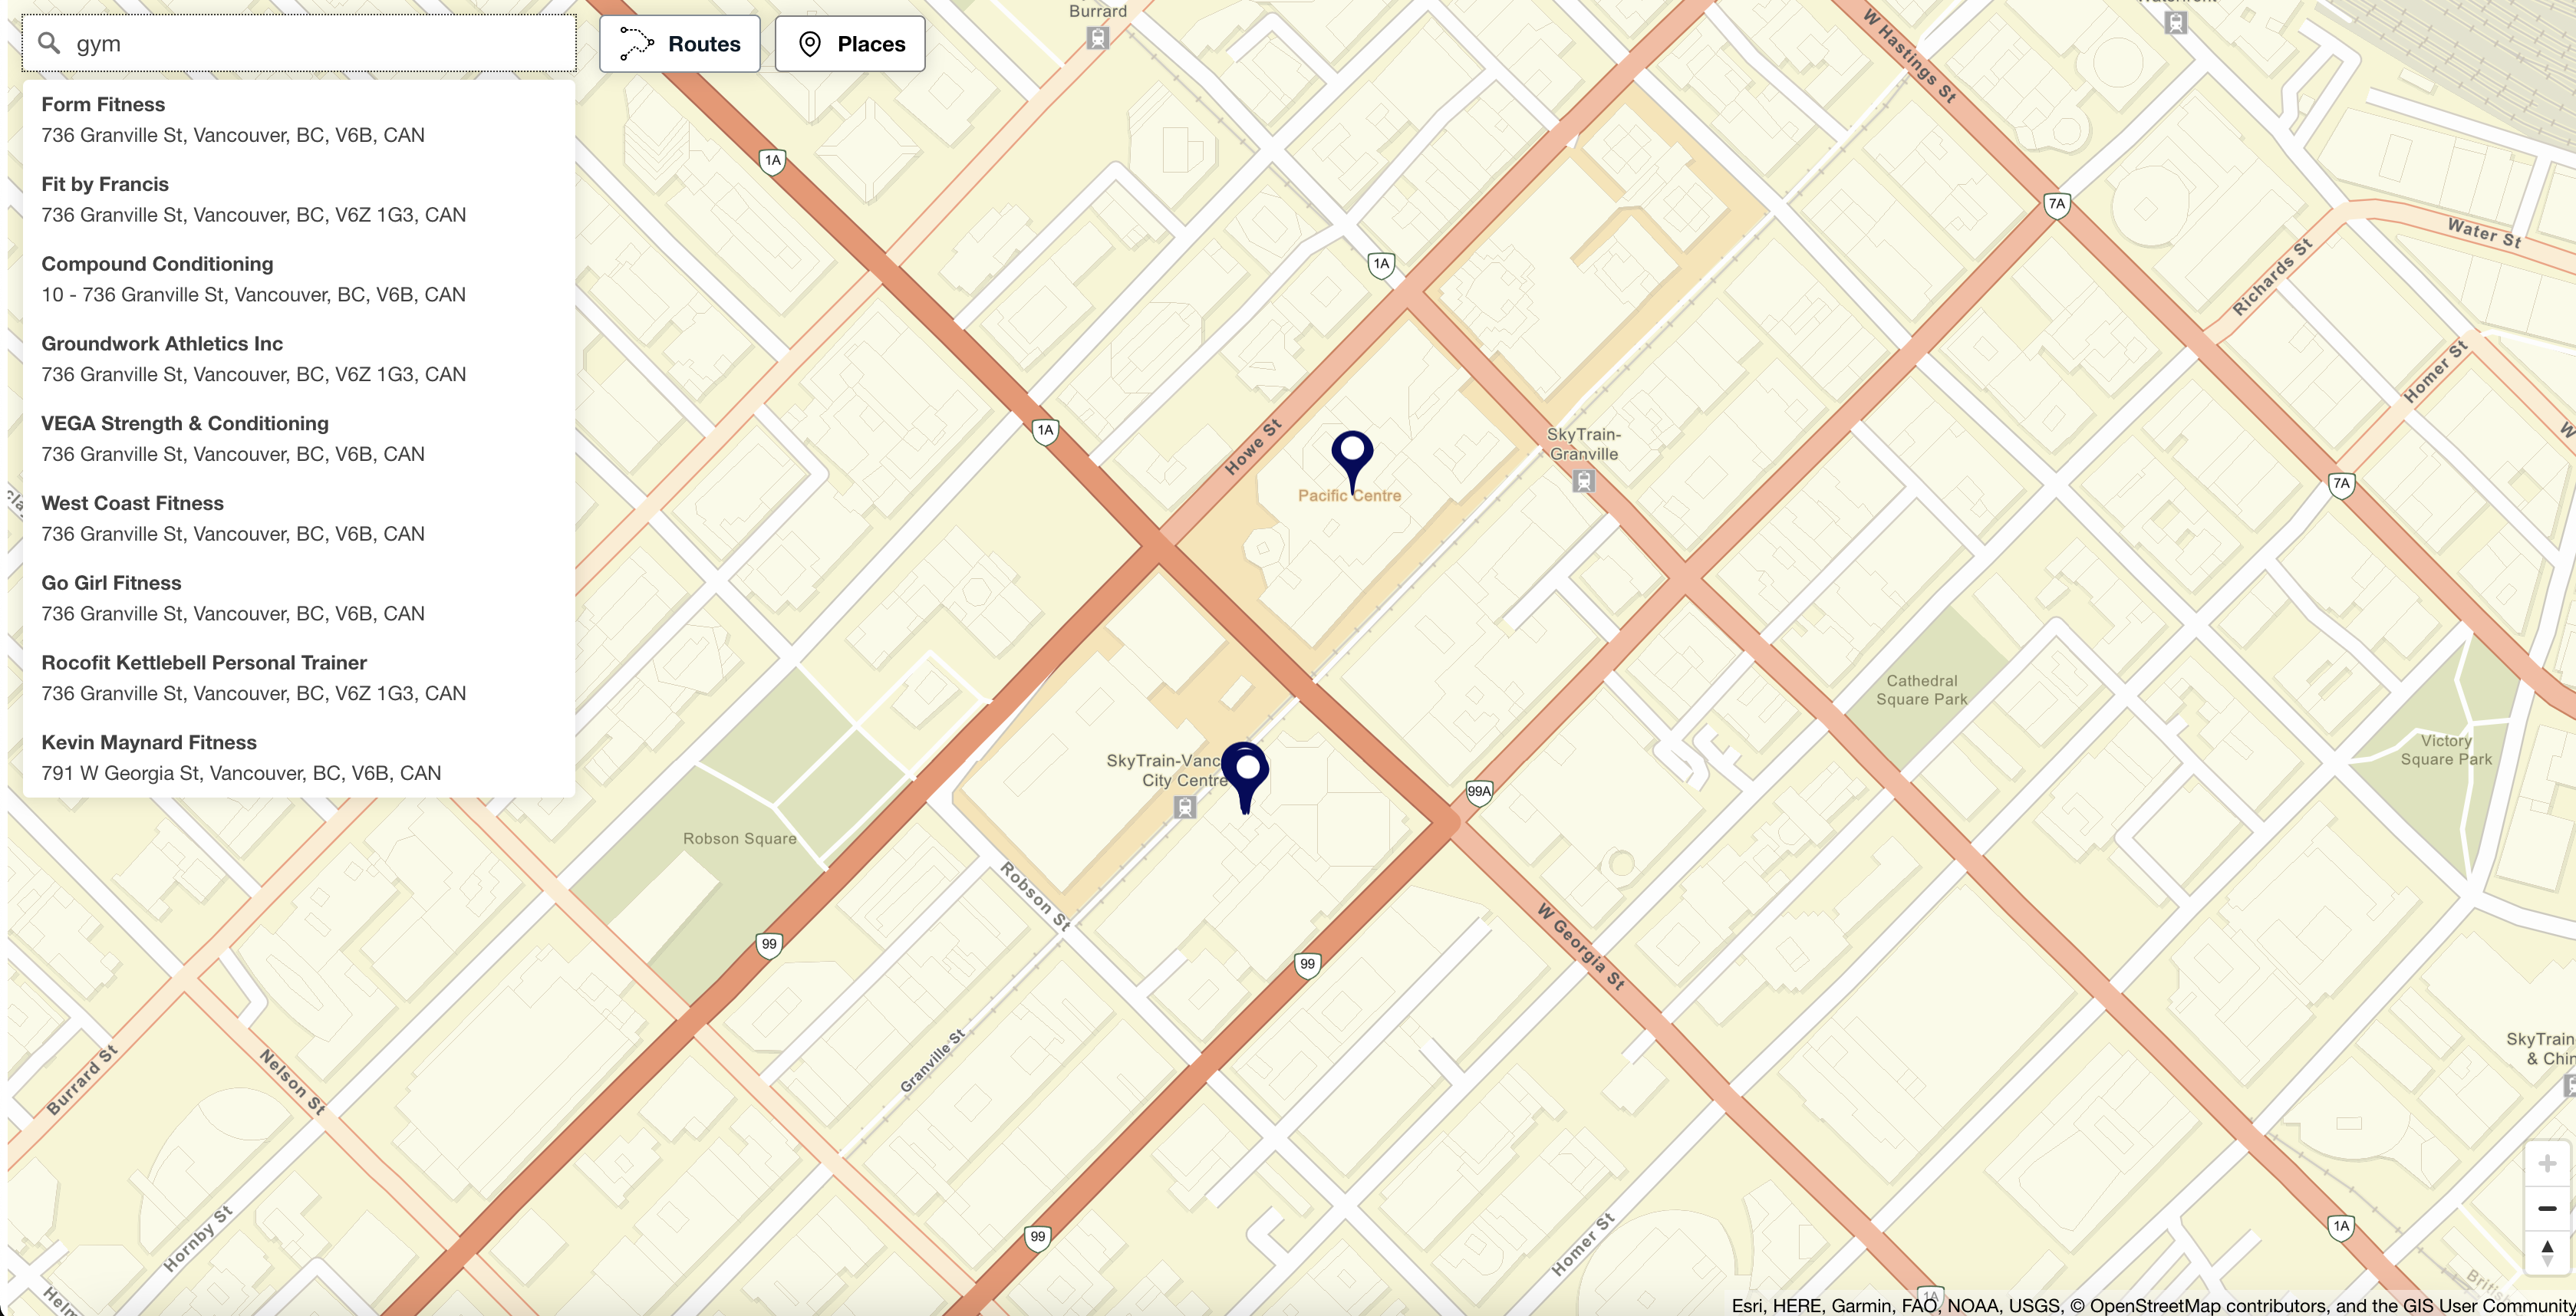 gym
Routes
Places
Form Fitness
736 Granville St, Vancouver, BC, V6B, CAN
Fit by Francis
736 Granville St, Vancouver, BC, V6Z 1G3, CAN
Compound Conditioning
10 - 736 Granville St, Vancouver, BC, V6B, CAN
Groundwork Athletics Inc
736 Granville St, Vancouver, BC, V6Z 1G3, CAN
VEGA Strength & Conditioning
736 Granville St, Vancouver, BC, V6B, CAN
West Coast Fitness
736 Granville St, Vancouver, BC, V6B, CAN
Go Girl Fitness
736 Granville St, Vancouver, BC, V6B, CAN
Rocofit Kettlebell Personal Trainer
736 Granville St, Vancouver, BC, V6Z 1G3, CAN
Kevin Maynard Fitness
791 W Georgia St, Vancouver, BC, V6B, CAN
Burrard
W Hastings St
1A
7A
Water St
1A
Richards St
Homer St
1A
Howe St
SkyTrain-
Granville
7A
Pacific Centre
Cathedral
Square Park
Victory
Square Park
SkyTrain-Vanc
City Centre
99A
Robson Square
Robson St
W Georgia St
99
99
Granville St
SkyTrain
& Chin
Burrard St
Nelson St
Hornby St
99
Homer St
1A
1A
Esri, HERE, Garmin, FAO, NOAA, USGS, © OpenStreetMap contributors, and the GIS User Community